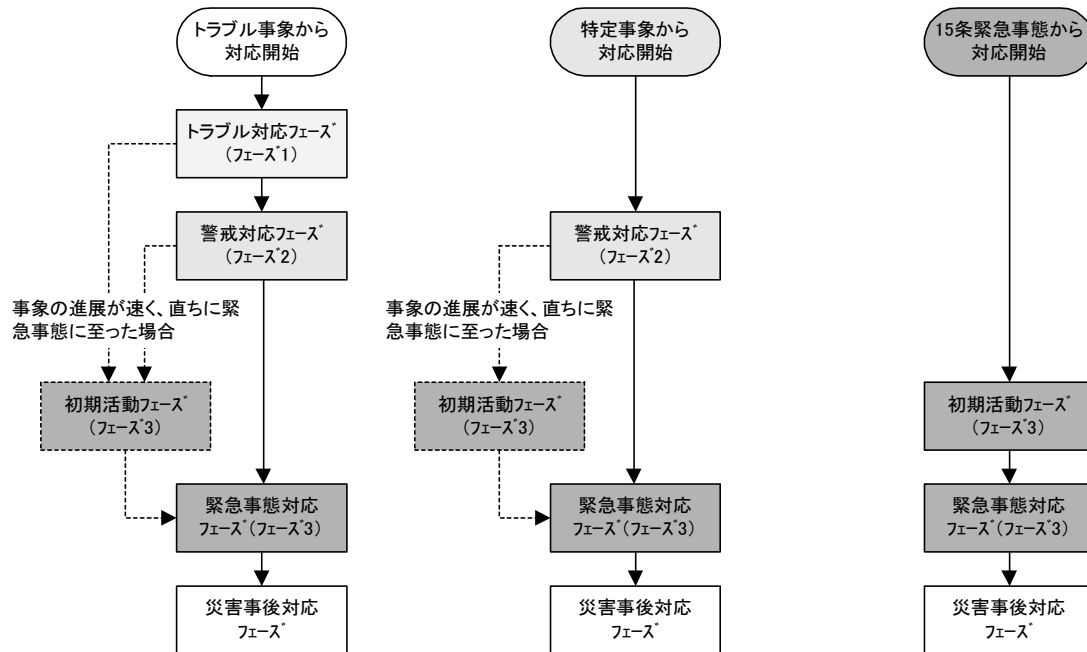 トラブル事象から
対応開始
トラブル対応ﾌｪｰｽﾞ
(ﾌｪｰｽﾞ1)
警戒対応ﾌｪｰｽﾞ
(ﾌｪｰｽﾞ2)
事象の進展が速く、直ちに緊
急事態に至った場合
初期活動ﾌｪｰｽﾞ
(ﾌｪｰｽﾞ3)
緊急事態対応
ﾌｪｰｽﾞ(ﾌｪｰｽﾞ3)
災害事後対応
ﾌｪｰｽﾞ
特定事象から
対応開始
警戒対応ﾌｪｰｽﾞ
(ﾌｪｰｽﾞ2)
事象の進展が速く、直ちに緊
急事態に至った場合
初期活動ﾌｪｰｽﾞ
(ﾌｪｰｽﾞ3)
緊急事態対応
ﾌｪｰｽﾞ(ﾌｪｰｽﾞ3)
災害事後対応
ﾌｪｰｽﾞ
15条緊急事態から
対応開始
初期活動ﾌｪｰｽﾞ
(ﾌｪｰｽﾞ3)
緊急事態対応
ﾌｪｰｽﾞ(ﾌｪｰｽﾞ3)
災害事後対応
ﾌｪｰｽﾞ